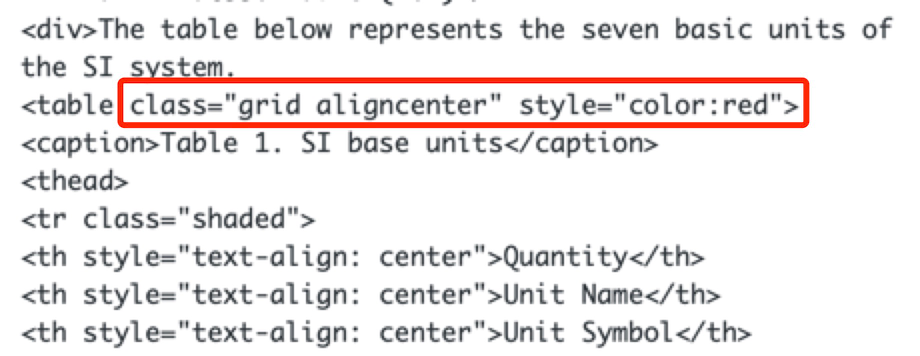 <div>The table below represents the seven basic units of
the SI system.
<table class="grid aligncenter" style="color:red">
<caption>Table 1. SI base units</caption>
<thead>
<tr class="shaded">
<th style="text-align: center">Quantity</th>
<th style="text-align: center">Unit Name</th>
<th style="text-align: center">Unit Symbol</th>